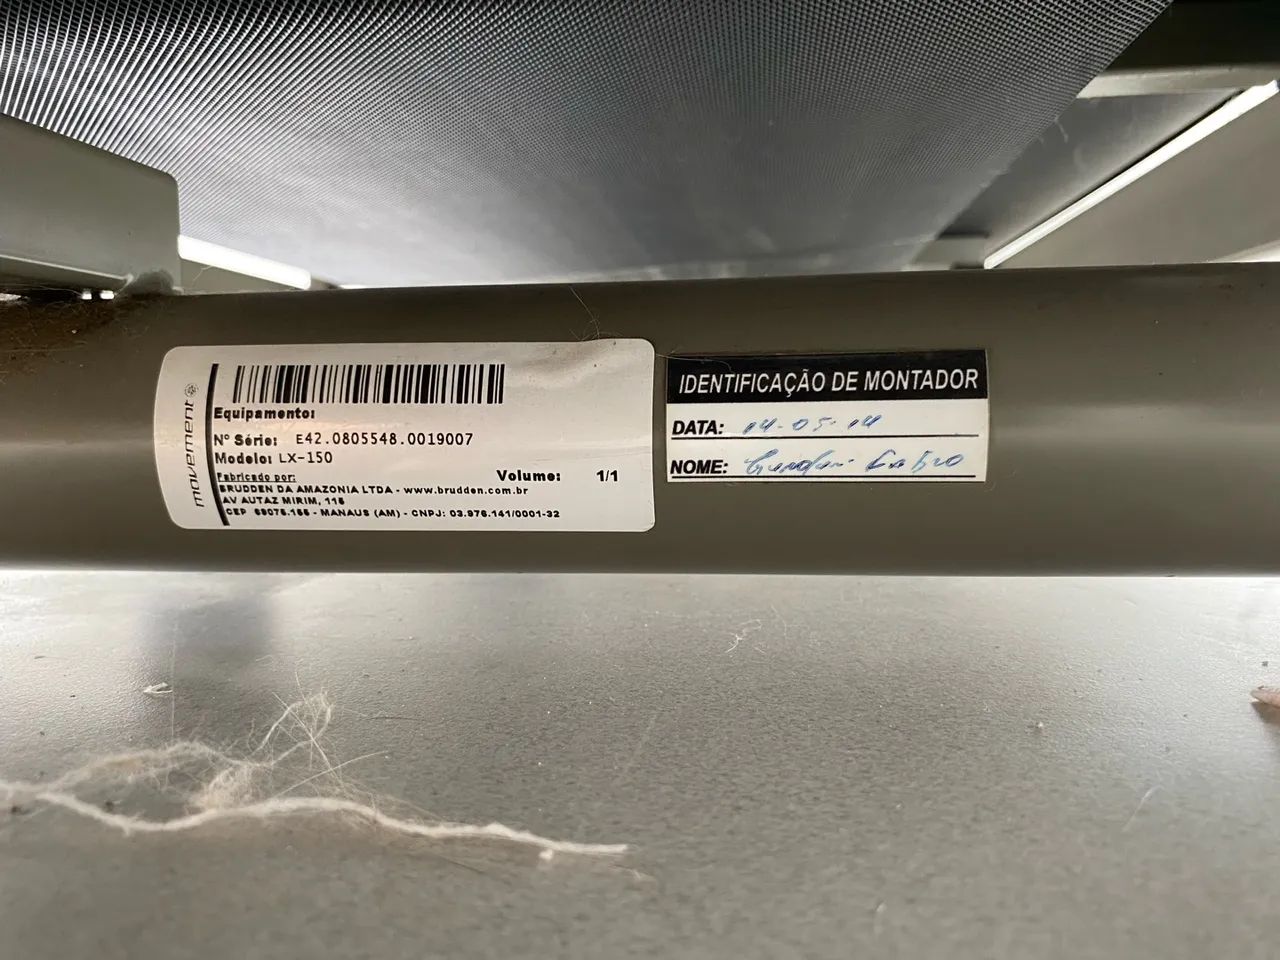 movement
Equipamento:
Nº Série: E42.0805548.0019007
Modelo: LX-150
Fabricado por:
Volume: 1/1
BRUDDEN DA AMAZONIA LTDA - www.brudden.com.br
AV AUTAZ MIRIM, 115
CEP 69075.155 - MANAUS (AM) - CNPJ: 03.976.141/0001-32
IDENTIFICAÇÃO DE MONTADOR
DATA: 14-05-14
NOME: